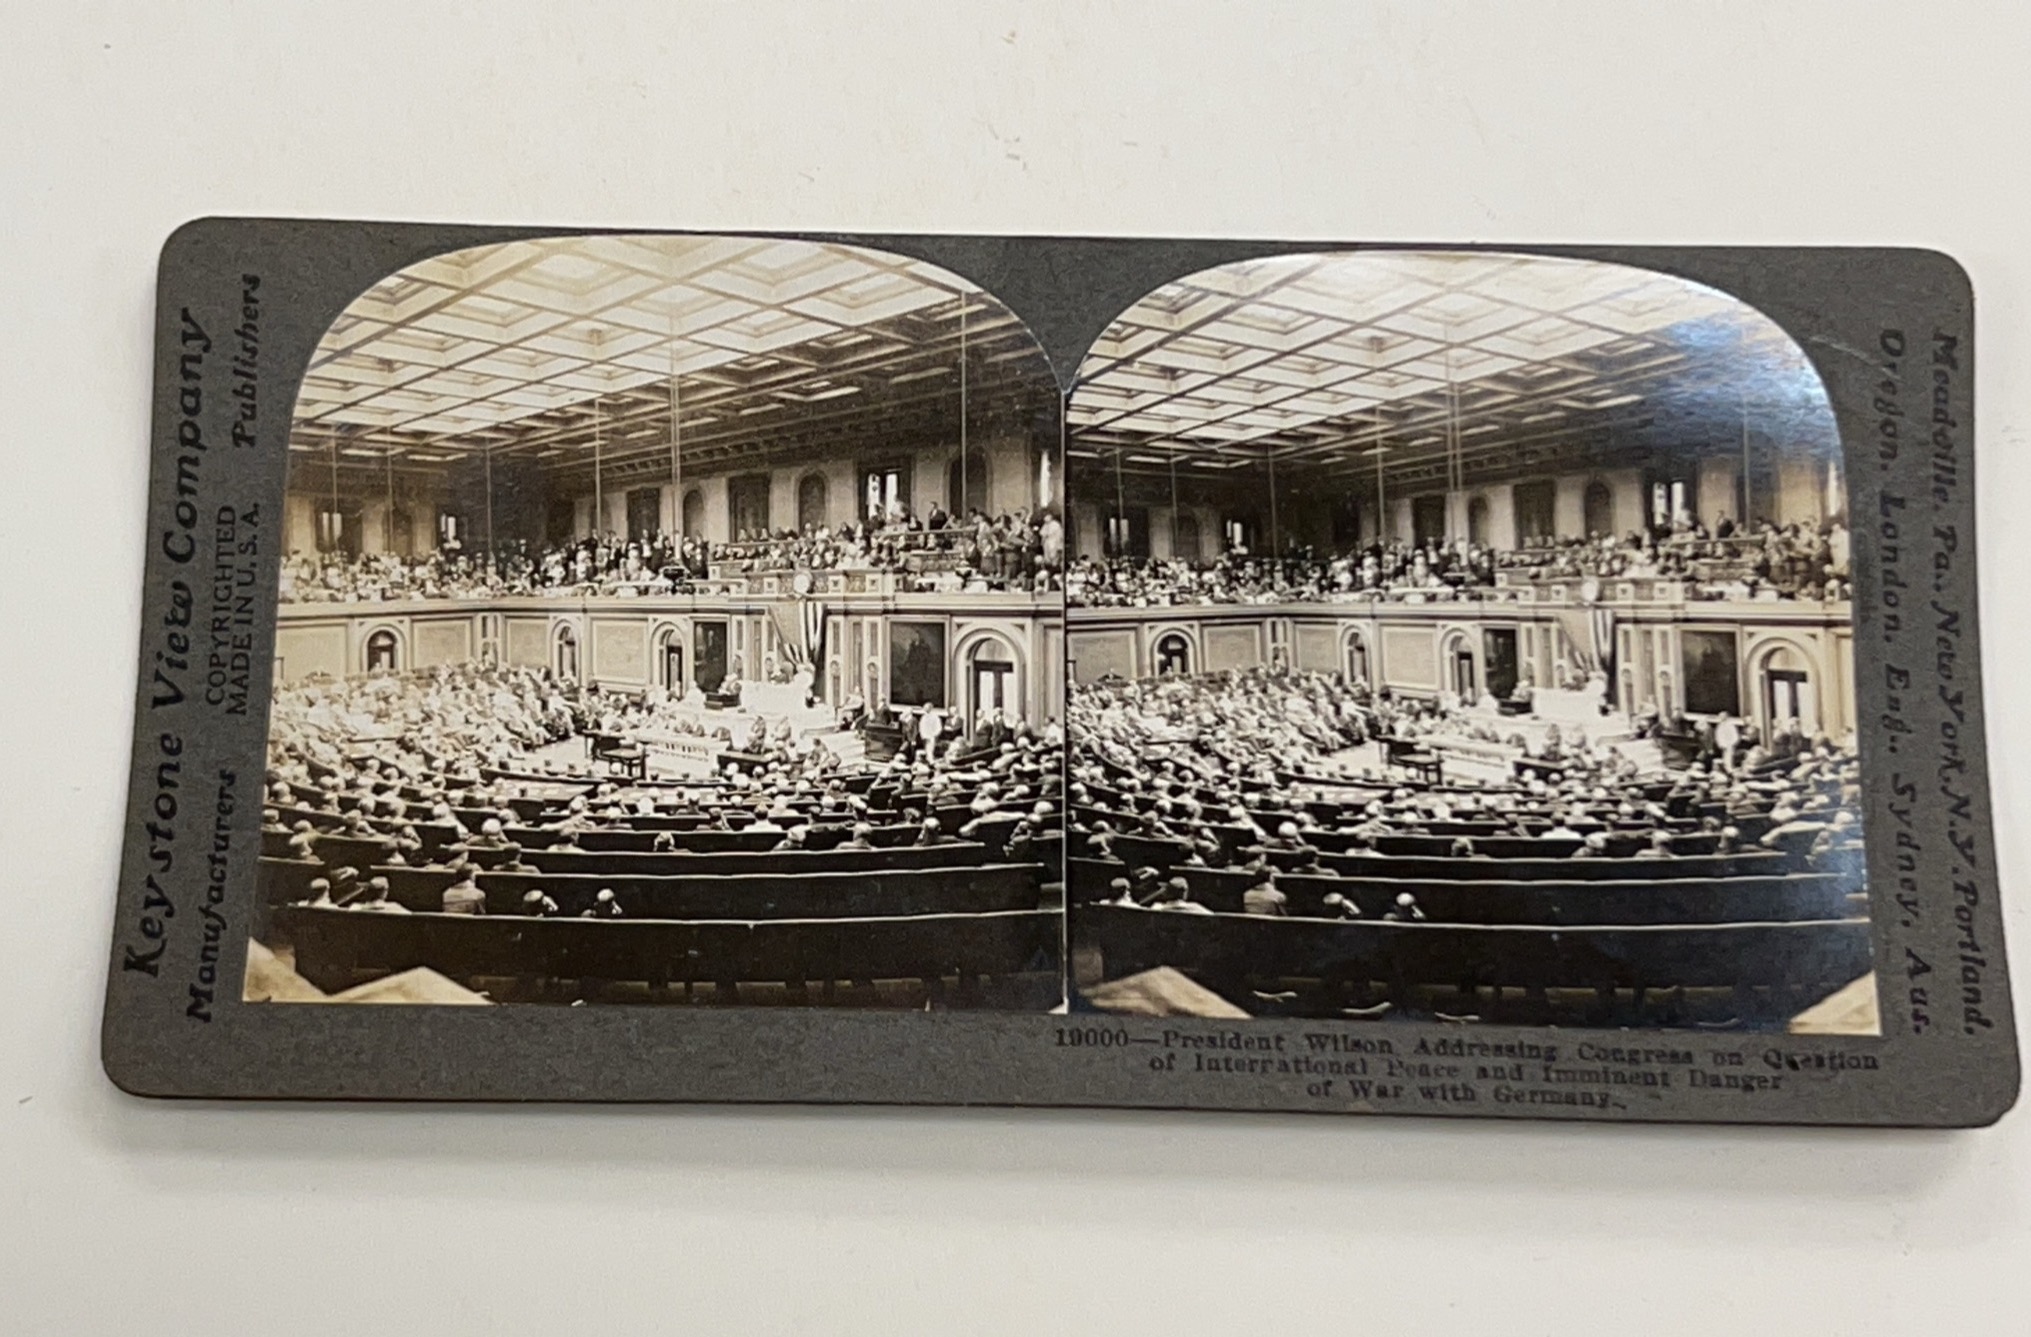 Keystone View Company
Manufacturers
COPYRIGHTED
MADE IN U.S.A.
Publishers
Meadville, Pa., New York, N.Y. Portland,
Oregon. London, Eng., Sydney, Aus.
19000—President Wilson Addressing Congress on Question
of International Peace and Imminent Danger
of War with Germany.